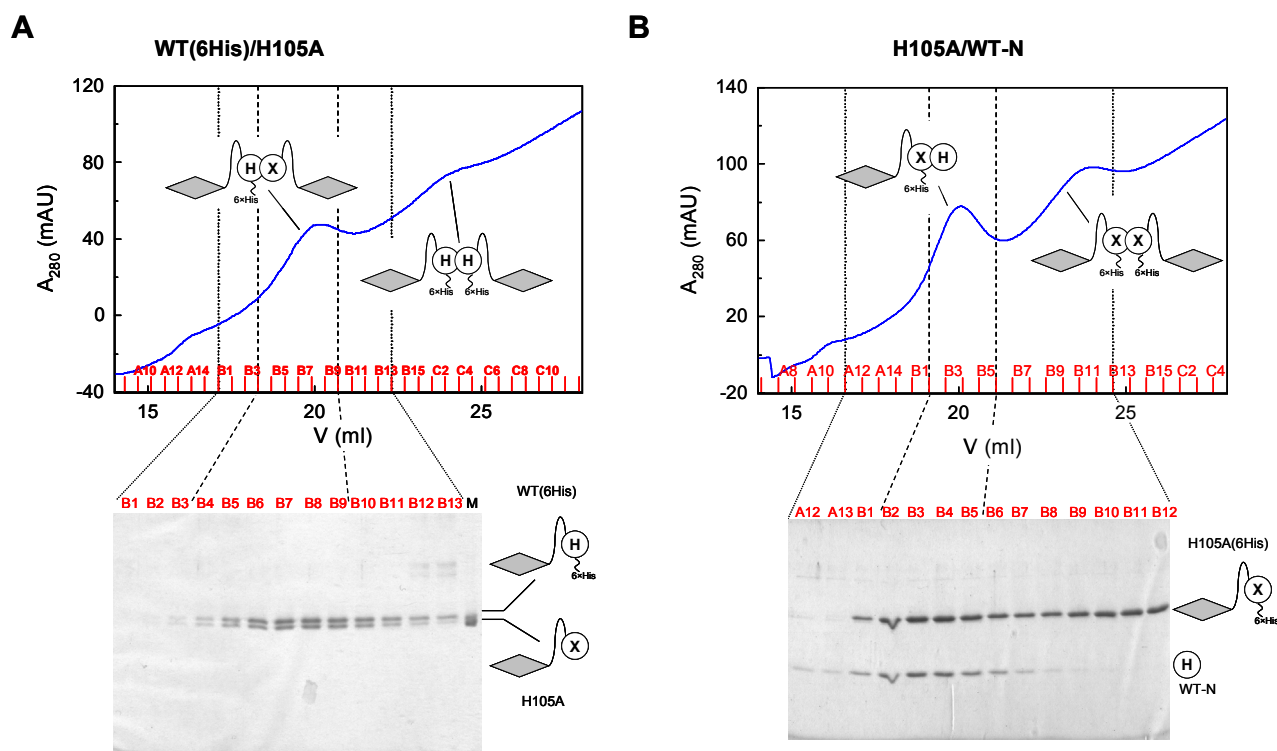 A
WT(6His)/H105A
120
80
40
0
-40
A280 (mAU)
H X
6×His
H H
6×His 6×His
A10 A12 A14 B1 B3 B5 B7 B9 B11 B13 B15 C2 C4 C6 C8 C10
15 20 25
V (ml)
B1 B2 B3 B4 B5 B6 B7 B8 B9 B10 B11 B12 B13 M
WT(6His)
H
6×His
X
H105A
B
H105A/WT-N
140
100
60
20
-20
A280 (mAU)
X H
6×His
X X
6×His 6×His
A8 A10 A12 A14 B1 B3 B5 B7 B9 B11 B13 B15 C2 C4
15 20 25
V (ml)
A12 A13 B1 B2 B3 B4 B5 B6 B7 B8 B9 B10 B11 B12
H105A(6His)
X
6×His
H
WT-N